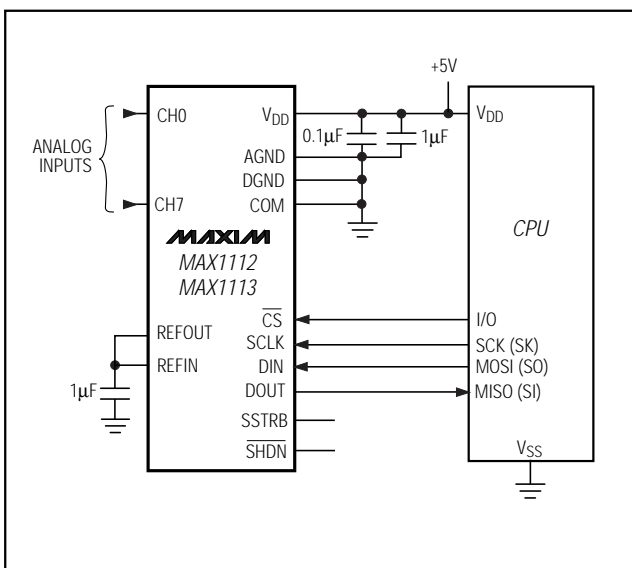 +5V
CH0
VDD
VDD
0.1µF
1µF
ANALOG
INPUTS
AGND
DGND
CH7
COM
CPU
MAXIM
MAX1112
MAX1113
CS
I/O
REFOUT
SCLK
SCK (SK)
REFIN
DIN
MOSI (SO)
1µF
DOUT
MISO (SI)
SSTRB
SHDN
VSS